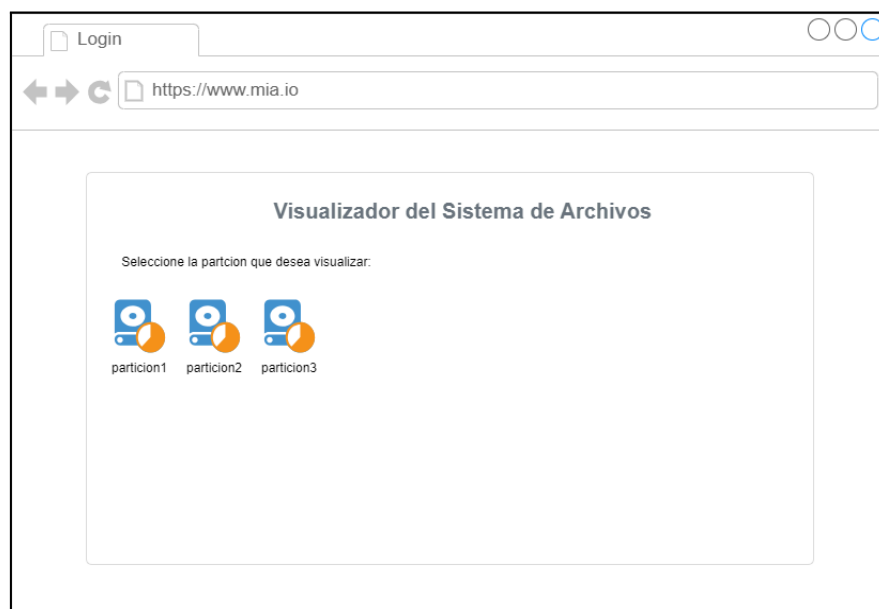 Login
https://www.mia.io
Visualizador del Sistema de Archivos
Seleccione la partcion que desea visualizar:
particion1 particion2 particion3